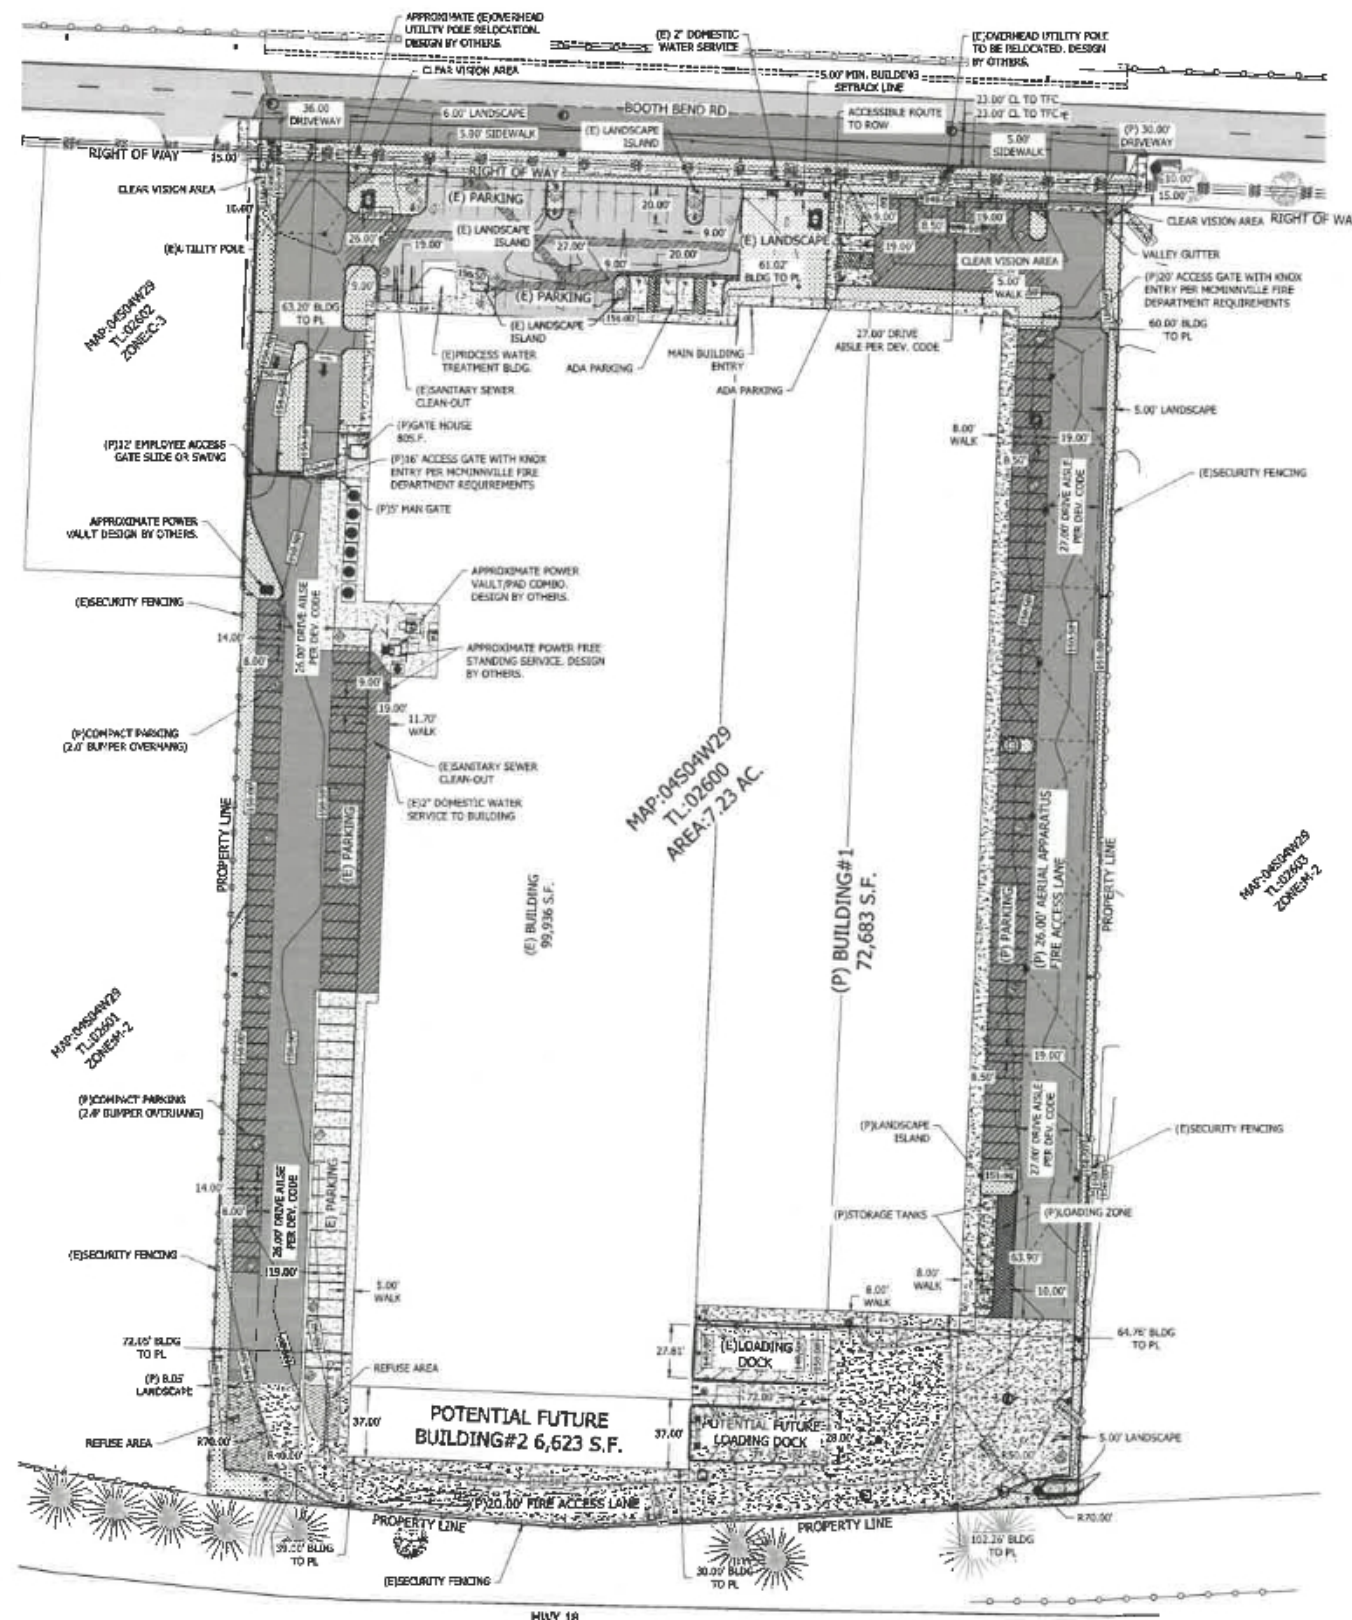 APPROXIMATE (E)OVERHEAD
UTILITY POLE RELOCATION.
DESIGN BY OTHERS.
CLEAR VISION AREA
(E) 2" DOMESTIC
WATER SERVICE
(E)OVERHEAD UTILITY POLE
TO BE RELOCATED. DESIGN
BY OTHERS.
5.00' MIN. BUILDING
SETBACK LINE
36.00
DRIVEWAY
6.00' LANDSCAPE
BOOTH BEND RD
ACCESSIBLE ROUTE
TO ROW
23.00' CL TO TFC
23.00' CL TO TFC
5.00' SIDEWALK
(E) LANDSCAPE
ISLAND
5.00'
SIDEWALK
(P) 30.00'
DRIVEWAY
RIGHT OF WAY
15.00'
RIGHT OF WAY
10.00'
15.00'
CLEAR VISION AREA
(E) PARKING
20.00'
9.00'
8.50'
19.00'
CLEAR VISION AREA
RIGHT OF WA
(E)UTILITY POLE
26.00'
19.00'
(E) LANDSCAPE
ISLAND
27.00'
9.00'
9.00'
20.00'
(E) LANDSCAPE
19.00'
CLEAR VISION AREA
VALLEY GUTTER
9.00'
61.02'
BLDG TO PL
(P)20' ACCESS GATE WITH KNOX
ENTRY PER MCMINNVILLE FIRE
DEPARTMENT REQUIREMENTS
MAP:04S04W29
TL:02602
ZONE:C-3
63.20' BLDG
TO PL
(E) PARKING
5.00'
WALK
(E) LANDSCAPE
ISLAND
60.00' BLDG
TO PL
(E)PROCESS WATER
TREATMENT BLDG.
ADA PARKING
MAIN BUILDING
ENTRY
27.00' DRIVE
AISLE PER DEV. CODE
ADA PARKING
(E)SANITARY SEWER
CLEAN-OUT
5.00' LANDSCAPE
(P)GATE HOUSE
80S.F.
8.00'
WALK
19.00'
8.50'
(P)12' EMPLOYEE ACCESS
GATE SLIDE OR SWING
(P)16' ACCESS GATE WITH KNOX
ENTRY PER MCMINNVILLE FIRE
DEPARTMENT REQUIREMENTS
(E)SECURITY FENCING
(P)5' MAN GATE
27.00' DRIVE AISLE
PER DEV. CODE
APPROXIMATE POWER
VAULT DESIGN BY OTHERS.
APPROXIMATE POWER
VAULT/PAD COMBO.
DESIGN BY OTHERS.
(E)SECURITY FENCING
26.00' DRIVE AILSE
PER DEV. CODE
14.00'
8.00'
APPROXIMATE POWER FREE
STANDING SERVICE. DESIGN
BY OTHERS.
9.00'
19.00'
11.70'
WALK
(P)COMPACT PARKING
(2.0' BUMPER OVERHANG)
(E)SANITARY SEWER
CLEAN-OUT
(E)2" DOMESTIC WATER
SERVICE TO BUILDING
MAP:04S04W29
TL:02600
AREA:7.23 AC.
PROPERTY LINE
(E) PARKING
(E) BUILDING
99,936 S.F.
(P) BUILDING#1
72,683 S.F.
(P) PARKING
(P) 26.00' AERIAL APPARATUS
FIRE ACCESS LANE
PROPERTY LINE
MAP:04S04W29
TL:02603
ZONE:M-2
MAP:04S04W29
TL:02601
ZONE:M-2
19.00'
8.50'
(P)COMPACT PARKING
(2.0' BUMPER OVERHANG)
27.00' DRIVE AISLE
PER DEV. CODE
(P)LANDSCAPE
ISLAND
(E)SECURITY FENCING
14.00'
8.00'
26.00' DRIVE AILSE
PER DEV. CODE
(E) PARKING
(P)STORAGE TANKS
(P)LOADING ZONE
(E)SECURITY FENCING
19.00'
5.00'
WALK
63.90'
8.00'
WALK
8.00'
WALK
10.00'
72.05' BLDG
TO PL
64.76' BLDG
TO PL
27.61'
(E)LOADING
DOCK
REFUSE AREA
(P) 8.05'
LANDSCAPE
72.00'
37.00'
POTENTIAL FUTURE
BUILDING#2 6,623 S.F.
37.00'
POTENTIAL FUTURE
LOADING DOCK
28.00'
REFUSE AREA
R70.00'
R40.00'
5.00' LANDSCAPE
R50.00'
(P)20.00' FIRE ACCESS LANE
PROPERTY LINE
PROPERTY LINE
R70.00'
39.00' BLDG
TO PL
30.00' BLDG
TO PL
102.26' BLDG
TO PL
(E)SECURITY FENCING
HWY 18